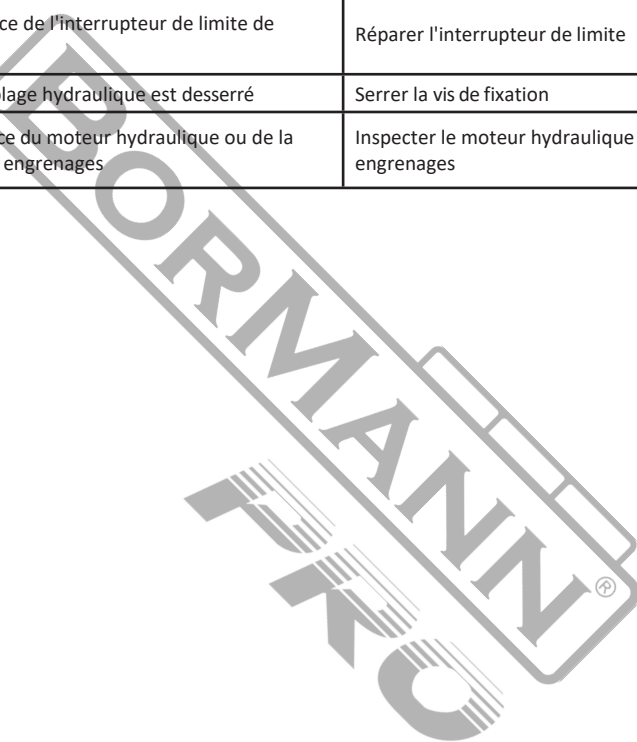 ce de l'interrupteur de limite de
Réparer l'interrupteur de limite
lage hydraulique est desserré
Serrer la vis de fixation
ce du moteur hydraulique ou de la
engrenages
Inspecter le moteur hydraulique
engrenages
BORMANN®
PRO